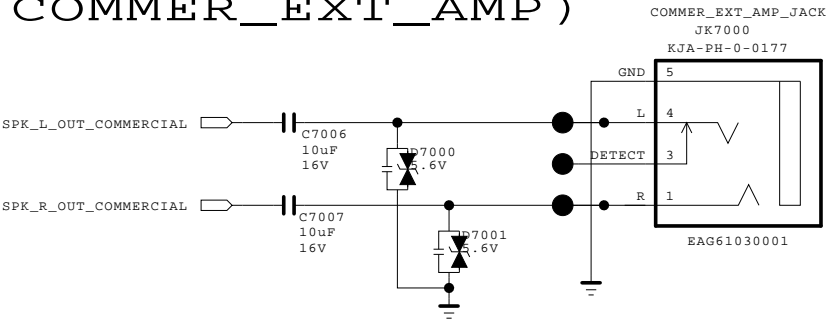 COMMER_EXT_AMP)
COMMER_EXT_AMP_JACK
JK7000
KJA-PH-0-0177
GND 5
SPK_L_OUT_COMMERCIAL
L 4
C7006
10uF
16V
D7000
5.6V
DETECT 3
SPK_R_OUT_COMMERCIAL
R 1
C7007
10uF
16V
D7001
5.6V
EAG61030001